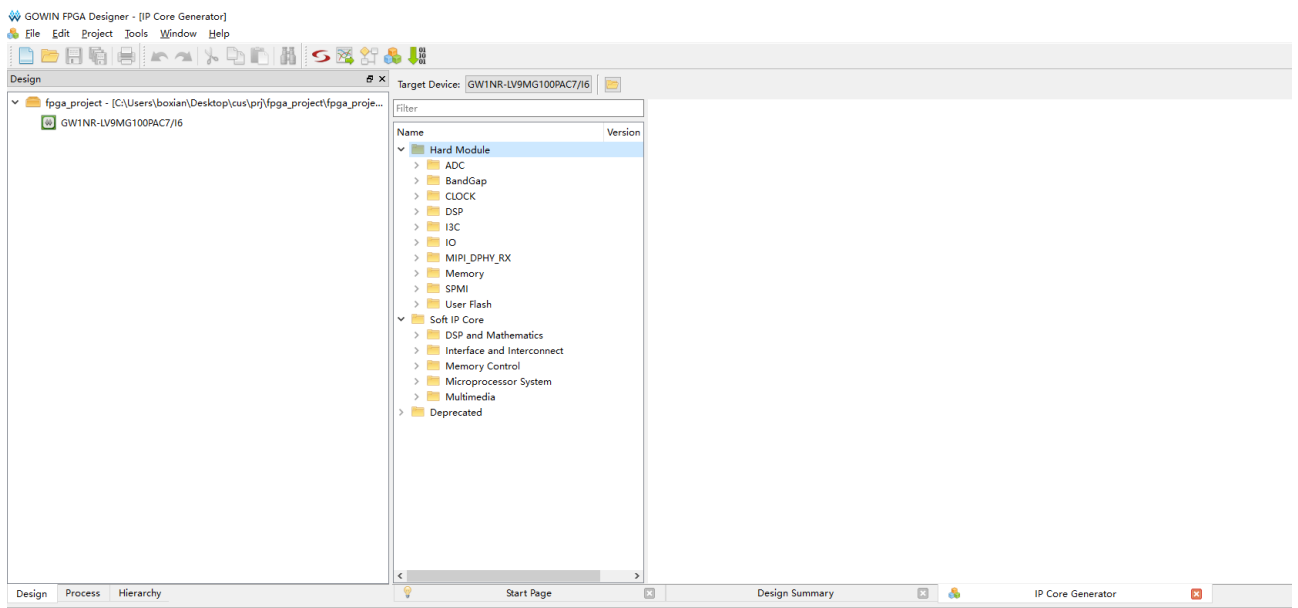 GOWIN FPGA Designer - [IP Core Generator]
File Edit Project Tools Window Help
Design
Target Device: GW1NR-LV9MG100PAC7/I6
fpga_project - [C:\Users\boxian\Desktop\cus\prj\fpga_project\fpga_proje...
GW1NR-LV9MG100PAC7/I6
Filter
Name Version
Hard Module
ADC
BandGap
CLOCK
DSP
I3C
IO
MIPI_DPHY_RX
Memory
SPMI
User Flash
Soft IP Core
DSP and Mathematics
Interface and Interconnect
Memory Control
Microprocessor System
Multimedia
Deprecated
Design Process Hierarchy
Start Page Design Summary IP Core Generator